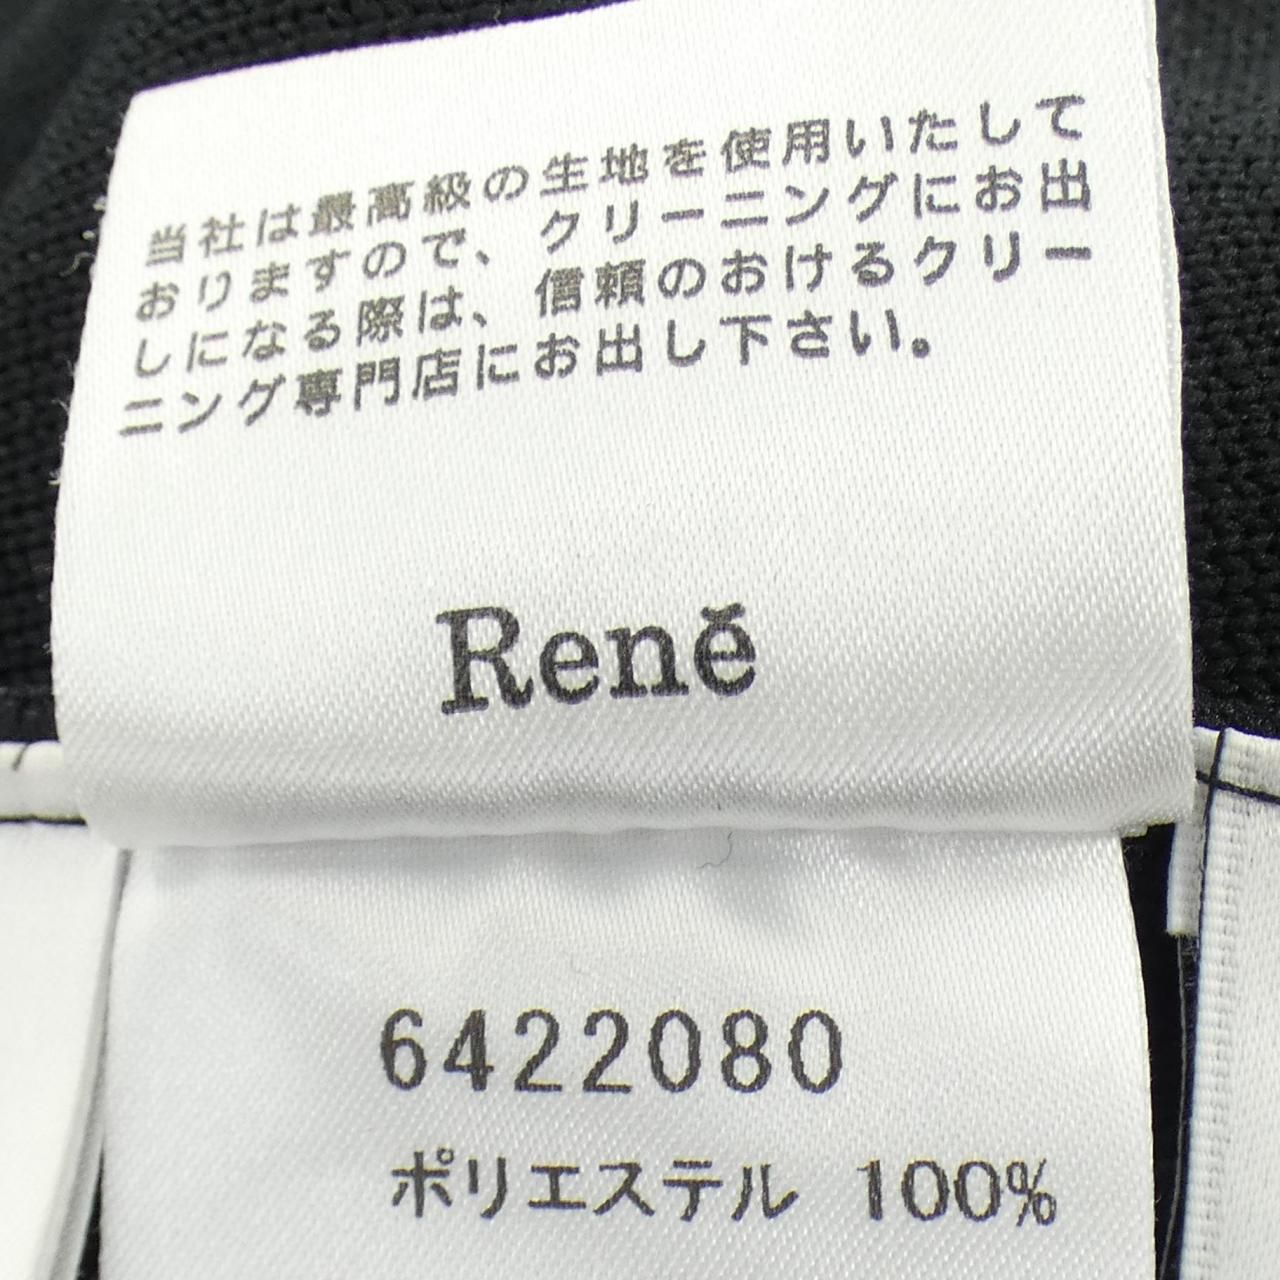 当社は最高級の生地を使用いたして
おりますので、クリーニングにお出
しになる際は、信頼のおけるクリー
ニング専門店にお出し下さい。
René
6422080
ポリエステル 100%